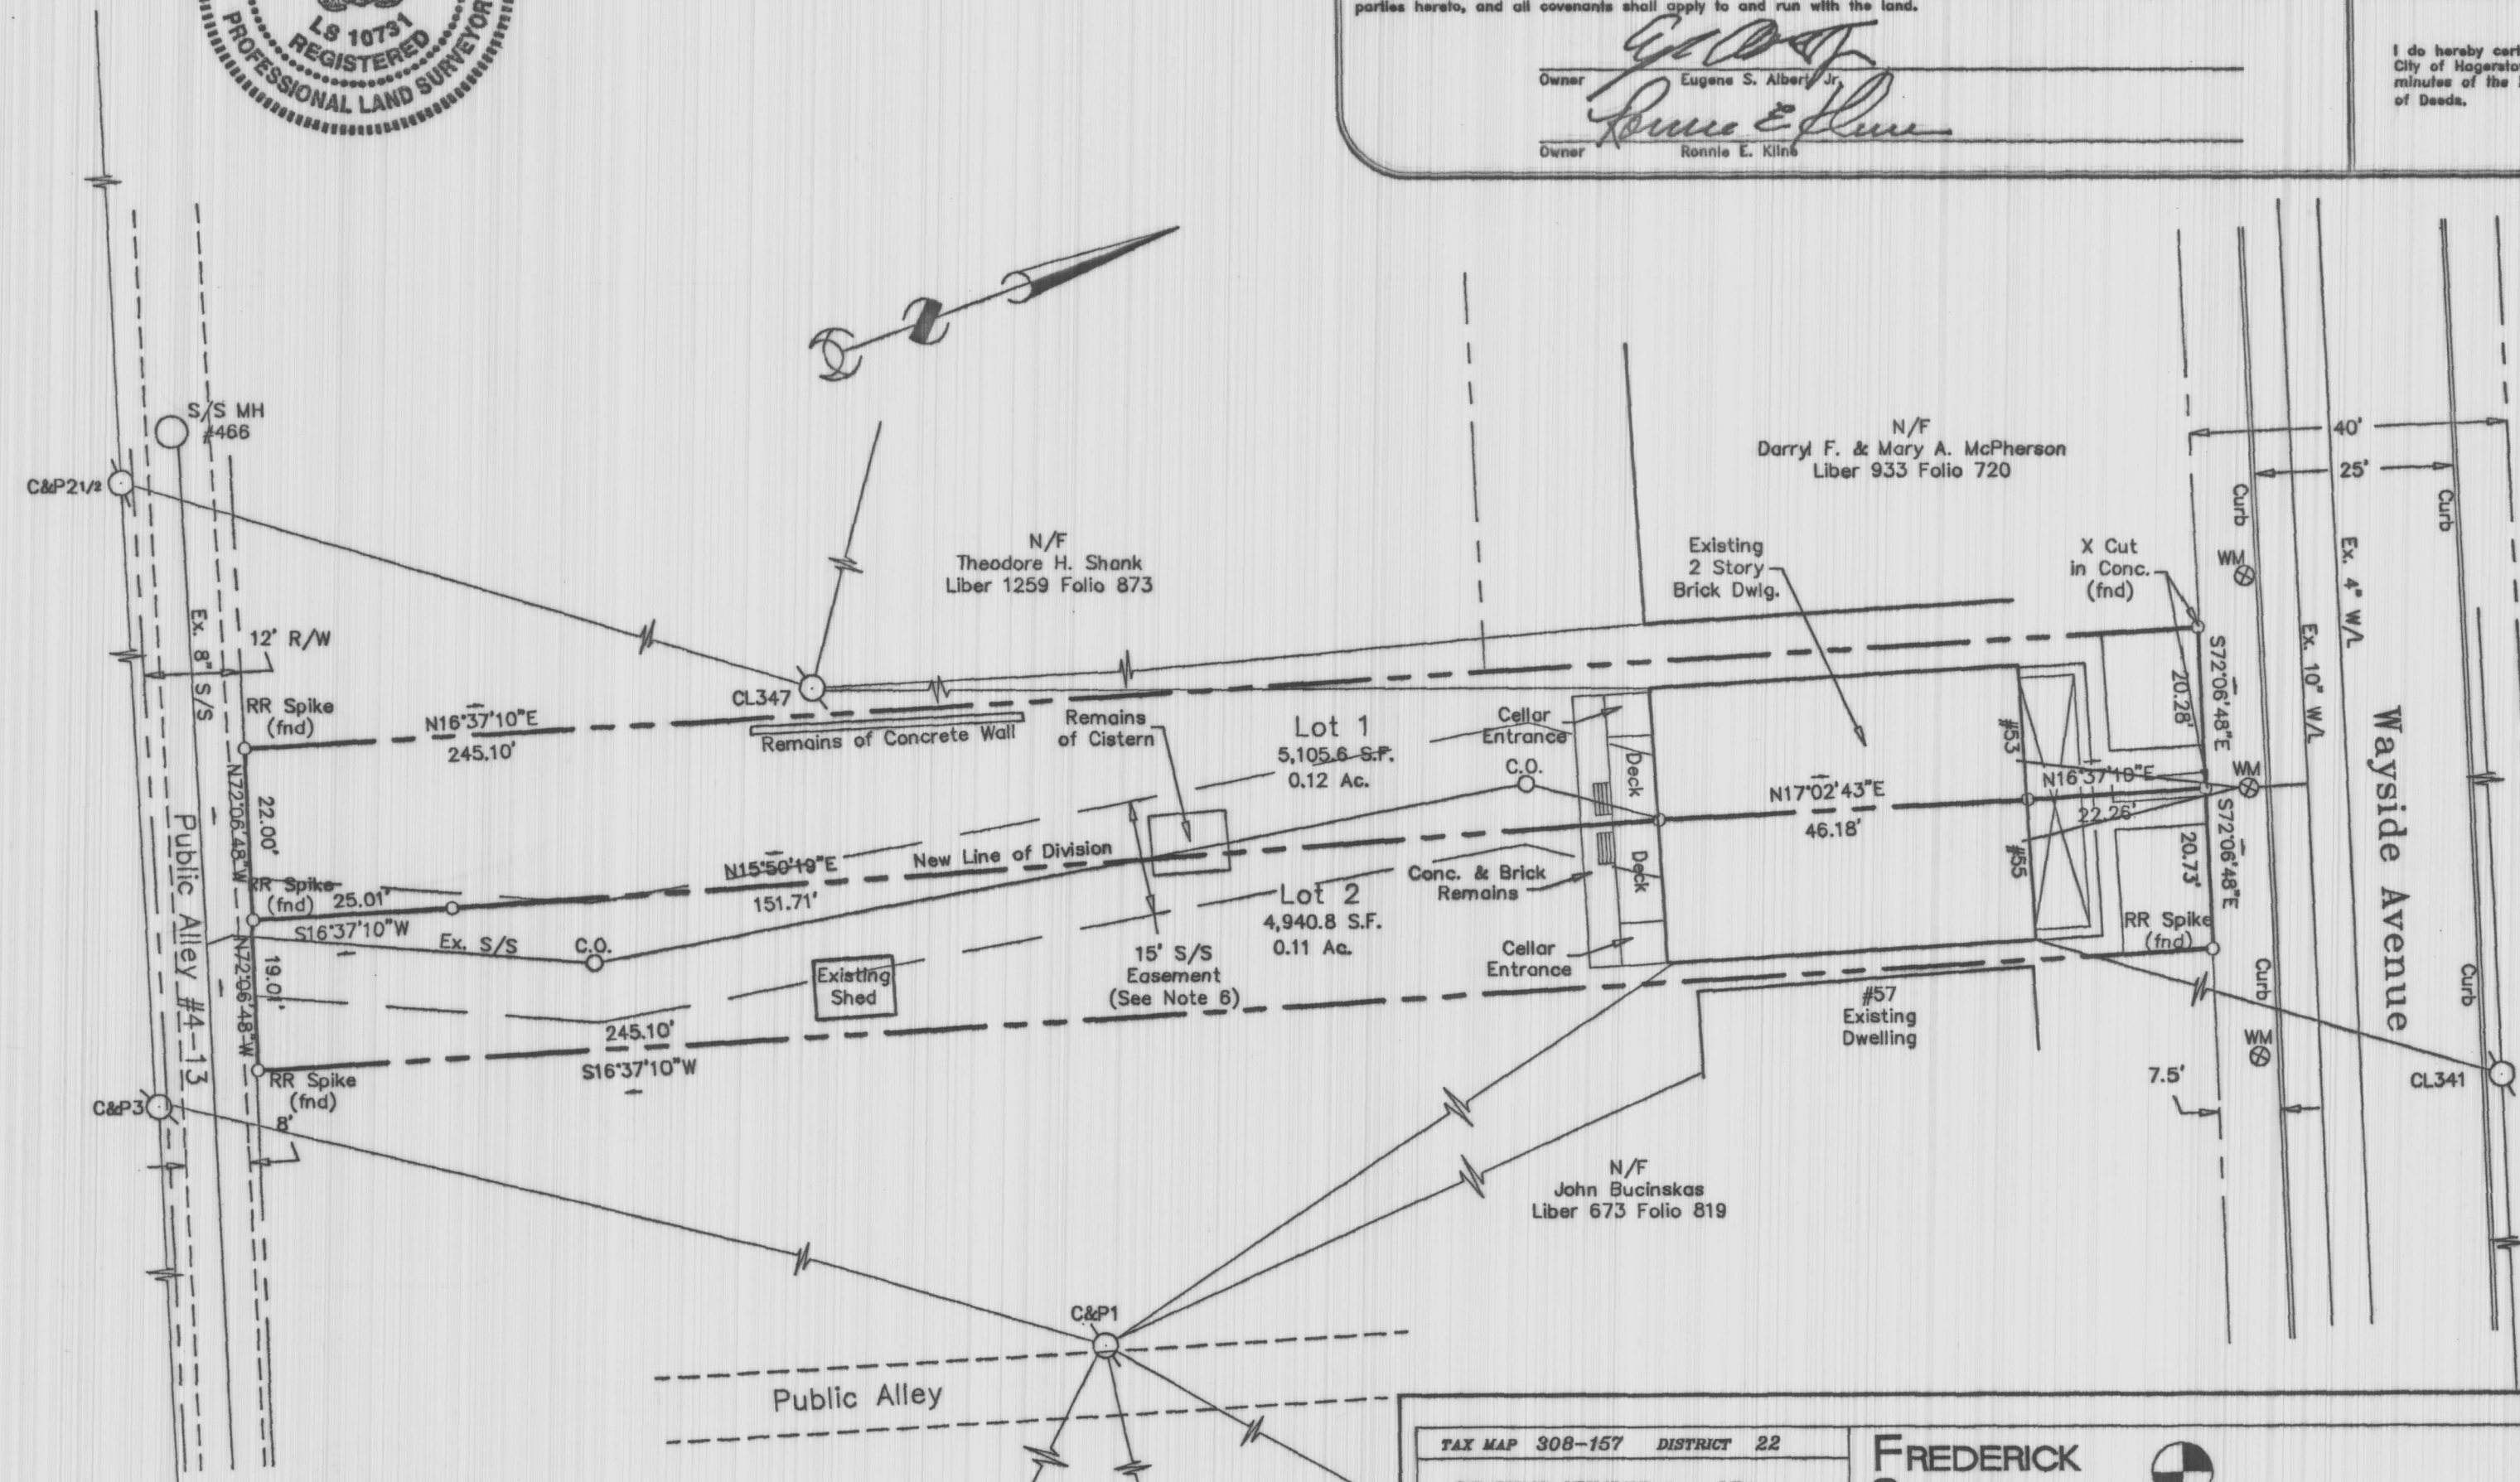 LS 10731
REGISTERED
PROFESSIONAL LAND SURVEYOR
parties hereto, and all covenants shall apply to and run with the land.
Owner Eugene S. Albert, Jr.
Owner Ronnie E. Kline
I do hereby cert
City of Hagersto
minutes of the
of Deeds.
S/S MH
#466
C&P2 1/2
N/F
Darryl F. & Mary A. McPherson
Liber 933 Folio 720
40'
25'
Curb
Curb
N/F
Theodore H. Shank
Liber 1259 Folio 873
Existing
2 Story
Brick Dwlg.
X Cut
in Conc.
(fnd)
WM
Ex. 4" W/L
Ex. 10" W/L
Ex. 8" S/S
12' R/W
RR Spike
(fnd)
N16°37'10"E
245.10'
CL347
Remains of Concrete Wall
Remains
of Cistern
Lot 1
5,105.6 S.F.
0.12 Ac.
Cellar
Entrance
C.O.
Deck
#53
20.28'
S72°06'48"E
N17°02'43"E
46.18'
N16°37'10"E
22.26'
WM
Wayside Avenue
N72°06'48"W
22.00'
Public Alley #4-13
RR Spike
(fnd)
25.01'
S16°37'10"W
N15°50'19"E
151.71'
New Line of Division
Lot 2
4,940.8 S.F.
0.11 Ac.
Conc. & Brick
Remains
Deck
#55
20.73'
S72°06'48"E
RR Spike
(fnd)
N72°06'48"W
19.01'
Ex. S/S
C.O.
Existing
Shed
15' S/S
Easement
(See Note 6)
Cellar
Entrance
#57
Existing
Dwelling
Curb
Curb
WM
7.5'
CL341
245.10'
S16°37'10"W
RR Spike
(fnd)
C&P3
8'
N/F
John Bucinskas
Liber 673 Folio 819
C&P1
Public Alley
TAX MAP 308-157 DISTRICT 22
FREDERICK